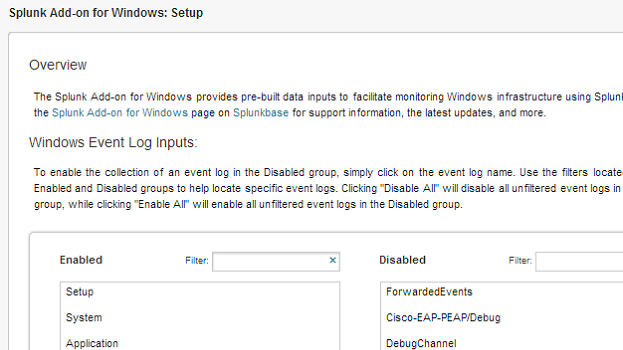 Splunk Add-on for Windows: Setup
Overview
The Splunk Add-on for Windows provides pre-built data inputs to facilitate monitoring Windows infrastructure using
the Splunk Add-on for Windows page on Splunkbase for support information, the latest updates, and more.
Windows Event Log Inputs:
To enable the collection of an event log in the Disabled group, simply click on the event log name. Use the filters
Enabled and Disabled groups to help locate specific event logs. Clicking "Disable All" will disable all unfiltered event logs in
group, while clicking "Enable All" will enable all unfiltered event logs in the Disabled group.
Enabled Filter: × Disabled Filter:
Setup ForwardedEvents
System Cisco-EAP-PEAP/Debug
Application DebugChannel